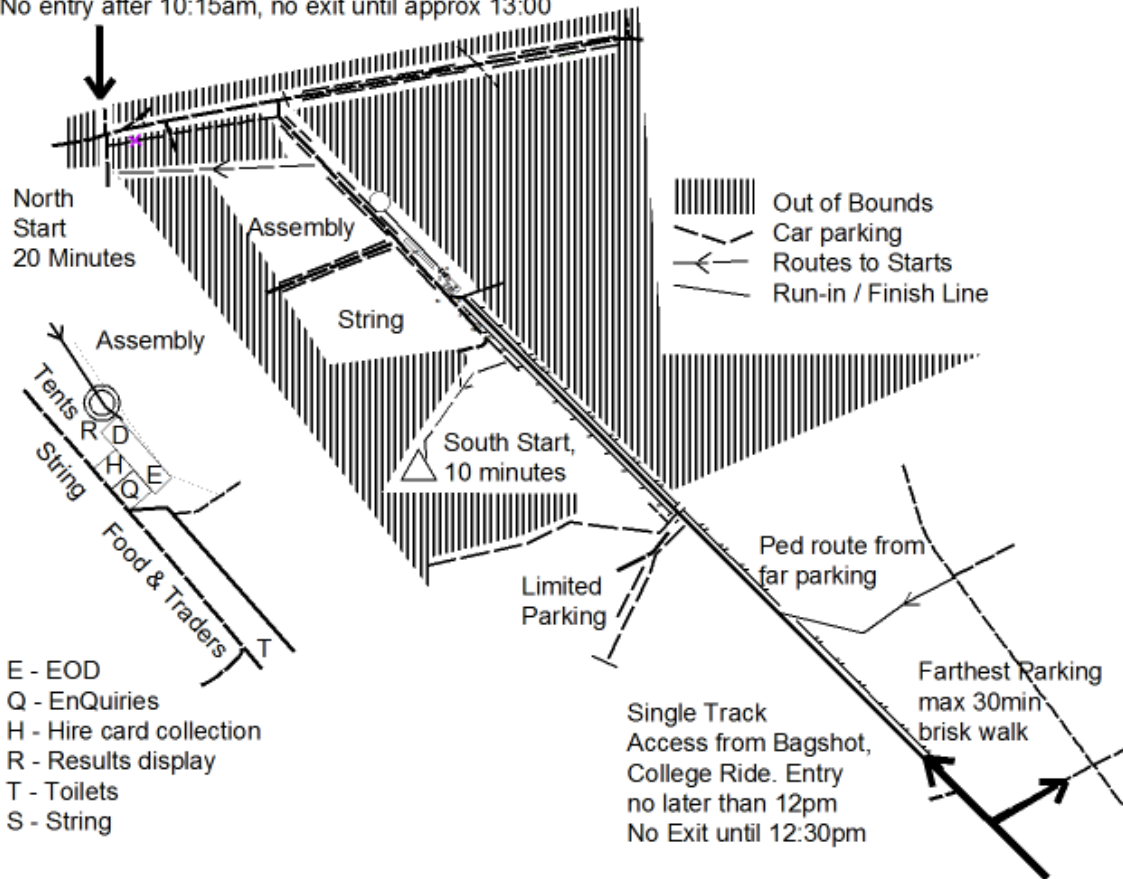 No entry after 10:15am, no exit until approx 13:00
North
Start
20 Minutes
Assembly
String
Out of Bounds
Car parking
Routes to Starts
Run-in / Finish Line
Assembly
Tents
R
D
H
E
Q
String
Food & Traders
T
South Start,
10 minutes
Limited
Parking
Ped route from
far parking
Farthest Parking
max 30min
brisk walk
Single Track
Access from Bagshot,
College Ride. Entry
no later than 12pm
No Exit until 12:30pm
E - EOD
Q - EnQuiries
H - Hire card collection
R - Results display
T - Toilets
S - String